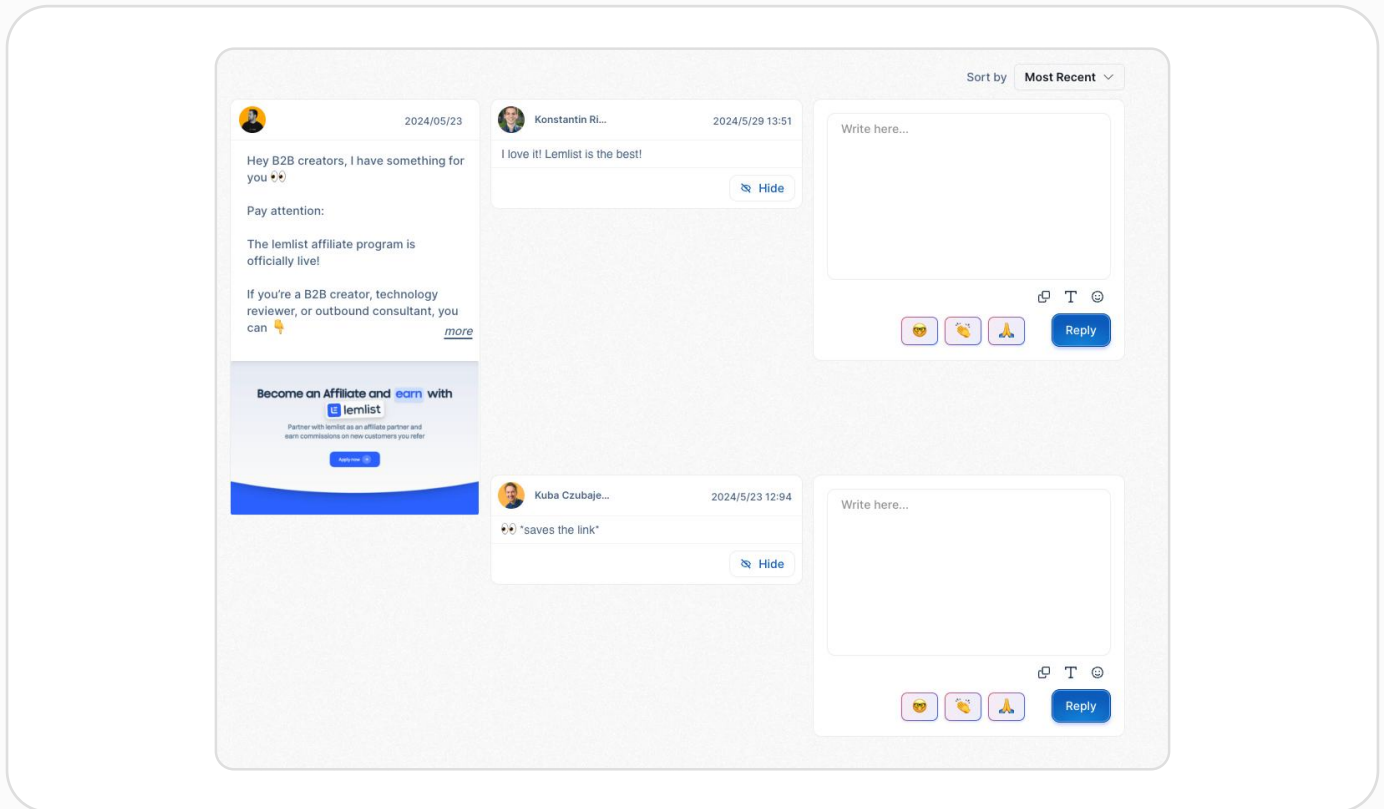 Sort by Most Recent
2024/05/23
Hey B2B creators, I have something for
you 👀
Pay attention:
The lemlist affiliate program is
officially live!
If you're a B2B creator, technology
reviewer, or outbound consultant, you
can 👇 more
Become an Affiliate and earn with
lemlist
Partner with lemlist as an affiliate partner and
earn commissions on new customers you refer
Apply now
Konstantin Ri... 2024/5/29 13:51
I love it! Lemlist is the best!
Hide
Write here...
Reply
Kuba Czubaje... 2024/5/23 12:94
👀 "saves the link"
Hide
Write here...
Reply